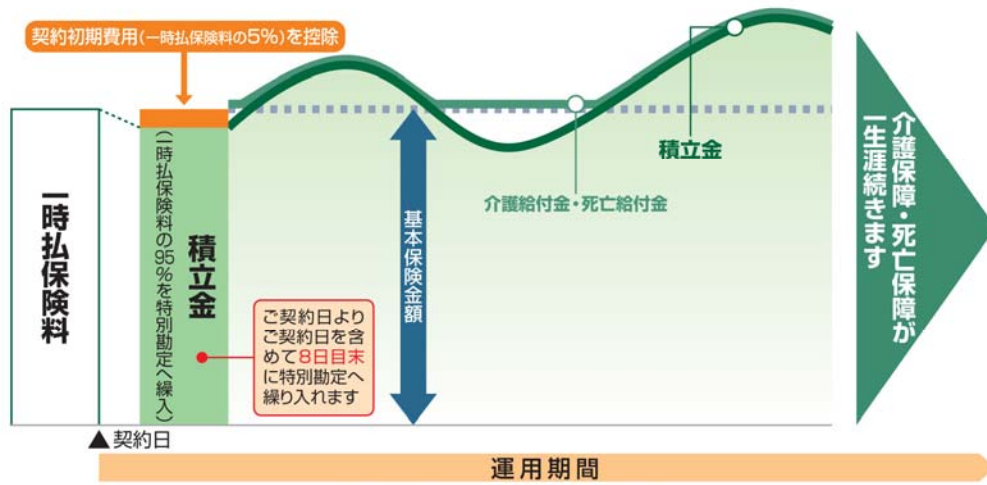 契約初期費用(一時払保険料の5%)を控除
一時払保険料
積立金
(一時払保険料の95%を特別勘定へ繰入)
ご契約日より
ご契約日を含
めて8日目末
に特別勘定へ
繰り入れます
基本保険金額
介護給付金・死亡給付金
積立金
介護保障・死亡保障が
一生涯続きます
▲契約日
運用期間